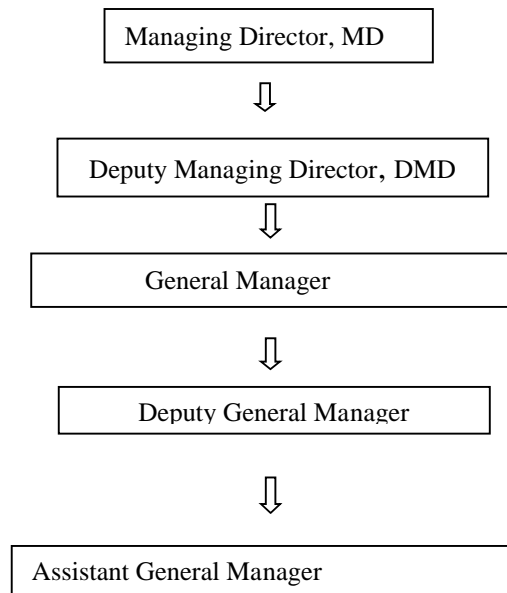 Managing Director, MD
Deputy Managing Director, DMD
General Manager
Deputy General Manager
Assistant General Manager